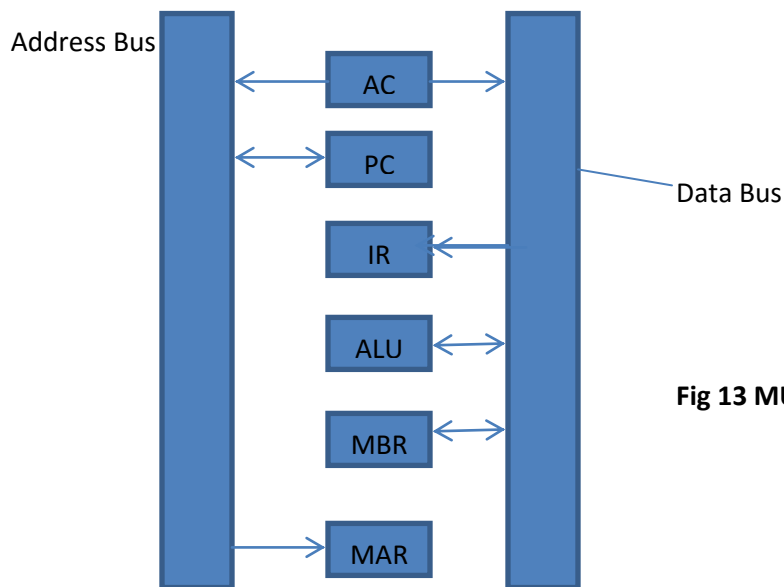 Address Bus
AC
PC
Data Bus
IR
ALU
Fig 13 MU
MBR
MAR